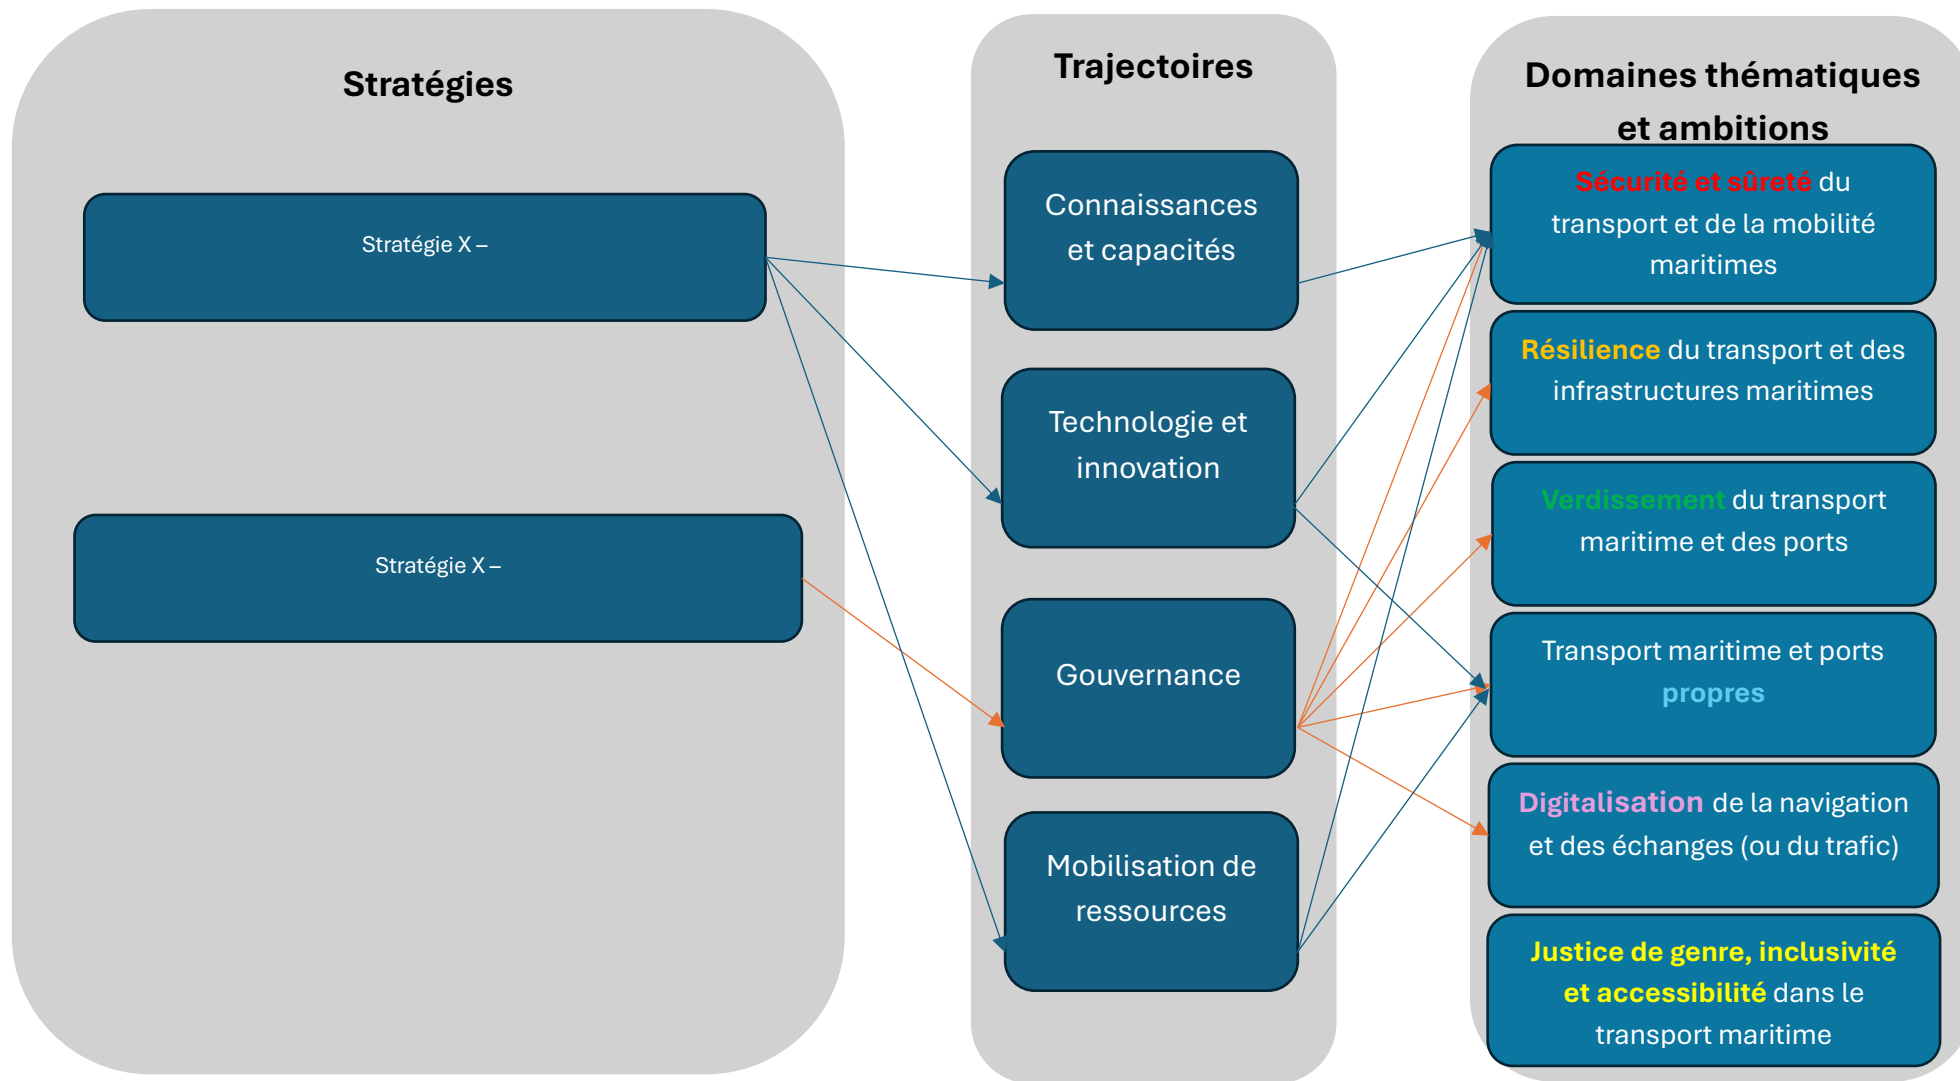 Stratégies
Stratégie X –
Stratégie X –
Trajectoires
Connaissances
et capacités
Technologie et
innovation
Gouvernance
Mobilisation de
ressources
Domaines thématiques
et ambitions
Sécurité et sûreté du
transport et de la mobilité
maritimes
Résilience du transport et des
infrastructures maritimes
Verdissement du transport
maritime et des ports
Transport maritime et ports
propres
Digitalisation de la navigation
et des échanges (ou du trafic)
Justice de genre, inclusivité
et accessibilité dans le
transport maritime